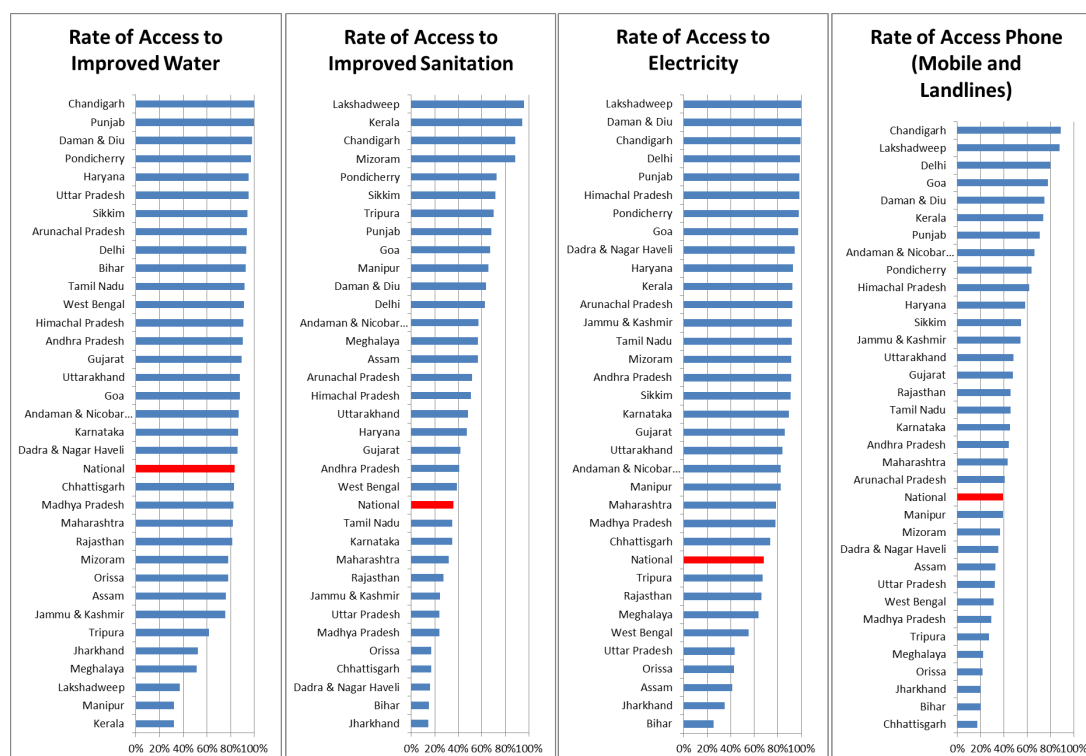 Rate of Access to
Improved Water
Chandigarh
Punjab
Daman & Diu
Pondicherry
Haryana
Uttar Pradesh
Sikkim
Arunachal Pradesh
Delhi
Bihar
Tamil Nadu
West Bengal
Himachal Pradesh
Andhra Pradesh
Gujarat
Uttarakhand
Goa
Andaman & Nicobar...
Karnataka
Dadra & Nagar Haveli
National
Chhattisgarh
Madhya Pradesh
Maharashtra
Rajasthan
Mizoram
Orissa
Assam
Jammu & Kashmir
Tripura
Jharkhand
Meghalaya
Lakshadweep
Manipur
Kerala
0% 20% 40% 60% 80%100%
Rate of Access to
Improved Sanitation
Lakshadweep
Kerala
Chandigarh
Mizoram
Pondicherry
Sikkim
Tripura
Punjab
Goa
Manipur
Daman & Diu
Delhi
Andaman & Nicobar...
Meghalaya
Assam
Arunachal Pradesh
Himachal Pradesh
Uttarakhand
Haryana
Gujarat
Andhra Pradesh
West Bengal
National
Tamil Nadu
Karnataka
Maharashtra
Rajasthan
Jammu & Kashmir
Uttar Pradesh
Madhya Pradesh
Orissa
Chhattisgarh
Dadra & Nagar Haveli
Bihar
Jharkhand
0% 20% 40% 60% 80%100%
Rate of Access to
Electricity
Lakshadweep
Daman & Diu
Chandigarh
Delhi
Punjab
Himachal Pradesh
Pondicherry
Goa
Dadra & Nagar Haveli
Haryana
Kerala
Arunachal Pradesh
Jammu & Kashmir
Tamil Nadu
Mizoram
Andhra Pradesh
Sikkim
Karnataka
Gujarat
Uttarakhand
Andaman & Nicobar...
Manipur
Maharashtra
Madhya Pradesh
Chhattisgarh
National
Tripura
Rajasthan
Meghalaya
West Bengal
Uttar Pradesh
Orissa
Assam
Jharkhand
Bihar
0% 20% 40% 60% 80%100%
Rate of Access Phone
(Mobile and
Landlines)
Chandigarh
Lakshadweep
Delhi
Goa
Daman & Diu
Kerala
Punjab
Andaman & Nicobar...
Pondicherry
Himachal Pradesh
Haryana
Sikkim
Jammu & Kashmir
Uttarakhand
Gujarat
Rajasthan
Tamil Nadu
Karnataka
Andhra Pradesh
Maharashtra
Arunachal Pradesh
National
Manipur
Mizoram
Dadra & Nagar Haveli
Assam
Uttar Pradesh
West Bengal
Madhya Pradesh
Tripura
Meghalaya
Orissa
Jharkhand
Bihar
Chhattisgarh
0% 20% 40% 60% 80%100%